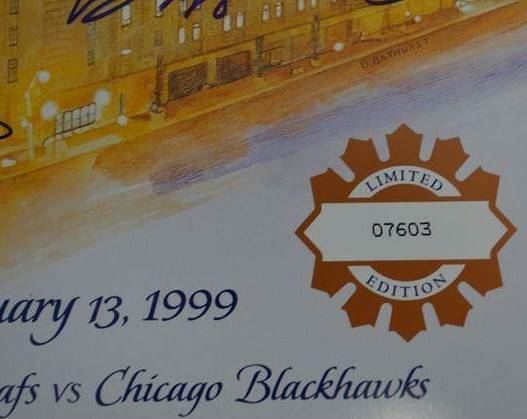 D. BATHURST
LIMITED
07603
EDITION
uary 13, 1999
afs vs Chicago Blackhawks